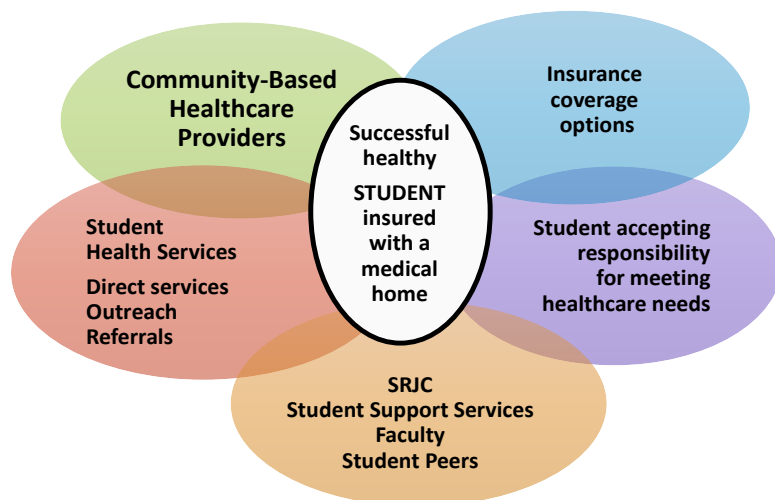 Community-Based
Healthcare
Providers
Insurance
coverage
options
Successful
healthy
STUDENT
insured
with a
medical
home
Student
Health Services
Direct services
Outreach
Referrals
Student accepting
responsibility
for meeting
healthcare needs
SRJC
Student Support Services
Faculty
Student Peers